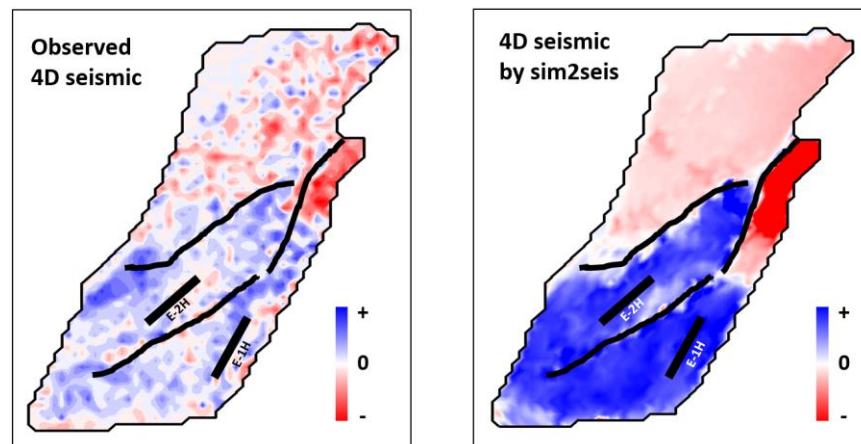 Observed
4D seismic
E-2H
E-1H
+
0
-
4D seismic
by sim2seis
E-2H
E-1H
+
0
-